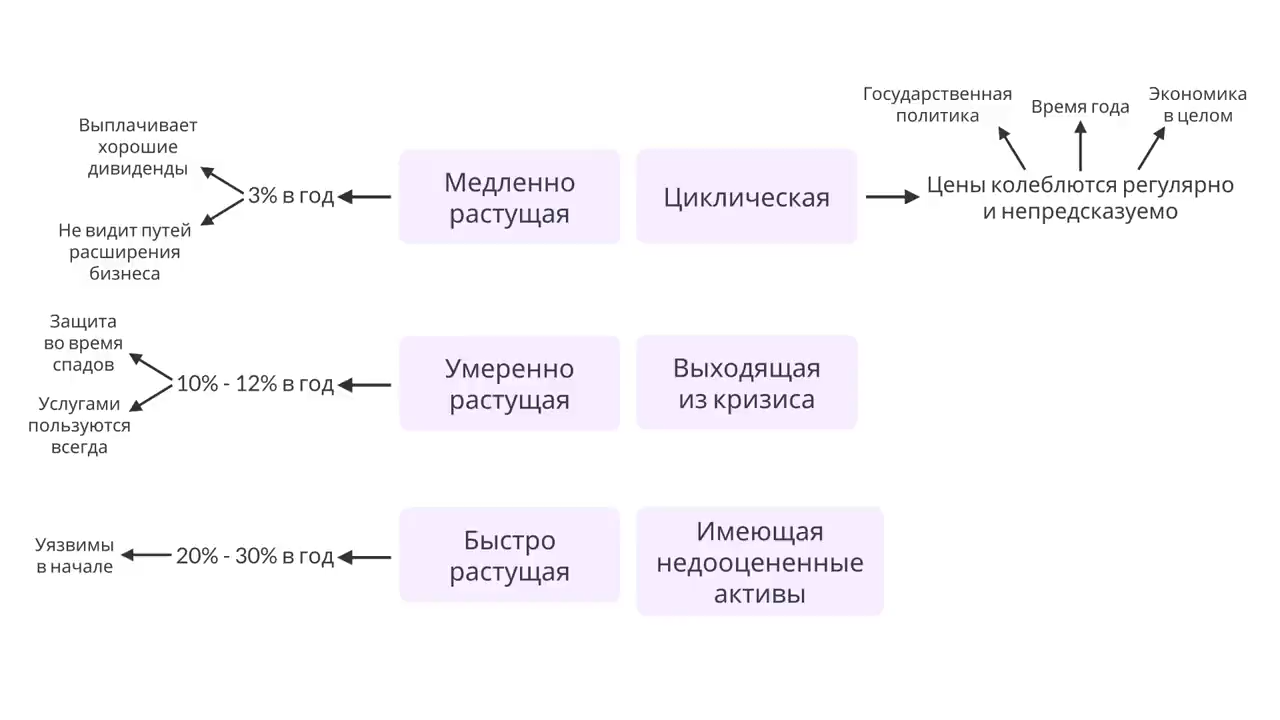 Государственная
политика
Время года
Экономика
в целом
Выплачивает
хорошие
дивиденды
3% в год
Не видит путей
расширения
бизнеса
Медленно
растущая
Циклическая
Цены колеблются регулярно
и непредсказуемо
Защита
во время
спадов
10% - 12% в год
Услугами
пользуются
всегда
Умеренно
растущая
Выходящая
из кризиса
Уязвимы
в начале
20% - 30% в год
Быстро
растущая
Имеющая
недооцененные
активы